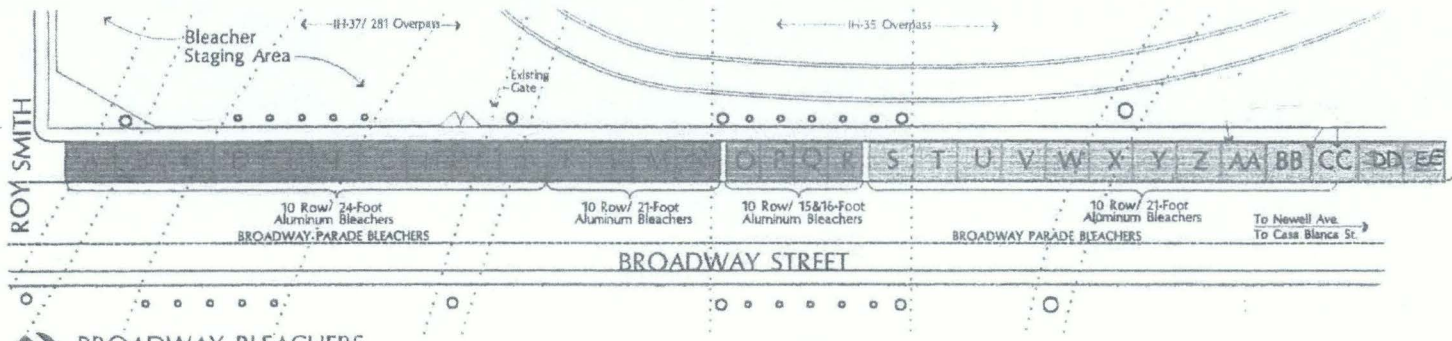 IH-37/ 281 Overpass
IH-35 Overpass
Bleacher
Staging Area
Existing
Gate
ROY SMITH
O P Q R S T U V W X Y Z AA BB CC DD EE
10 Row/ 24-Foot
Aluminum Bleachers
10 Row/ 21-Foot
Aluminum Bleachers
10 Row/ 15&16-Foot
Aluminum Bleachers
10 Row/ 21-Foot
Aluminum Bleachers
BROADWAY PARADE BLEACHERS
BROADWAY PARADE BLEACHERS
To Newell Ave.
To Casa Blanca St.
BROADWAY STREET
BROADWAY BLEACHERS